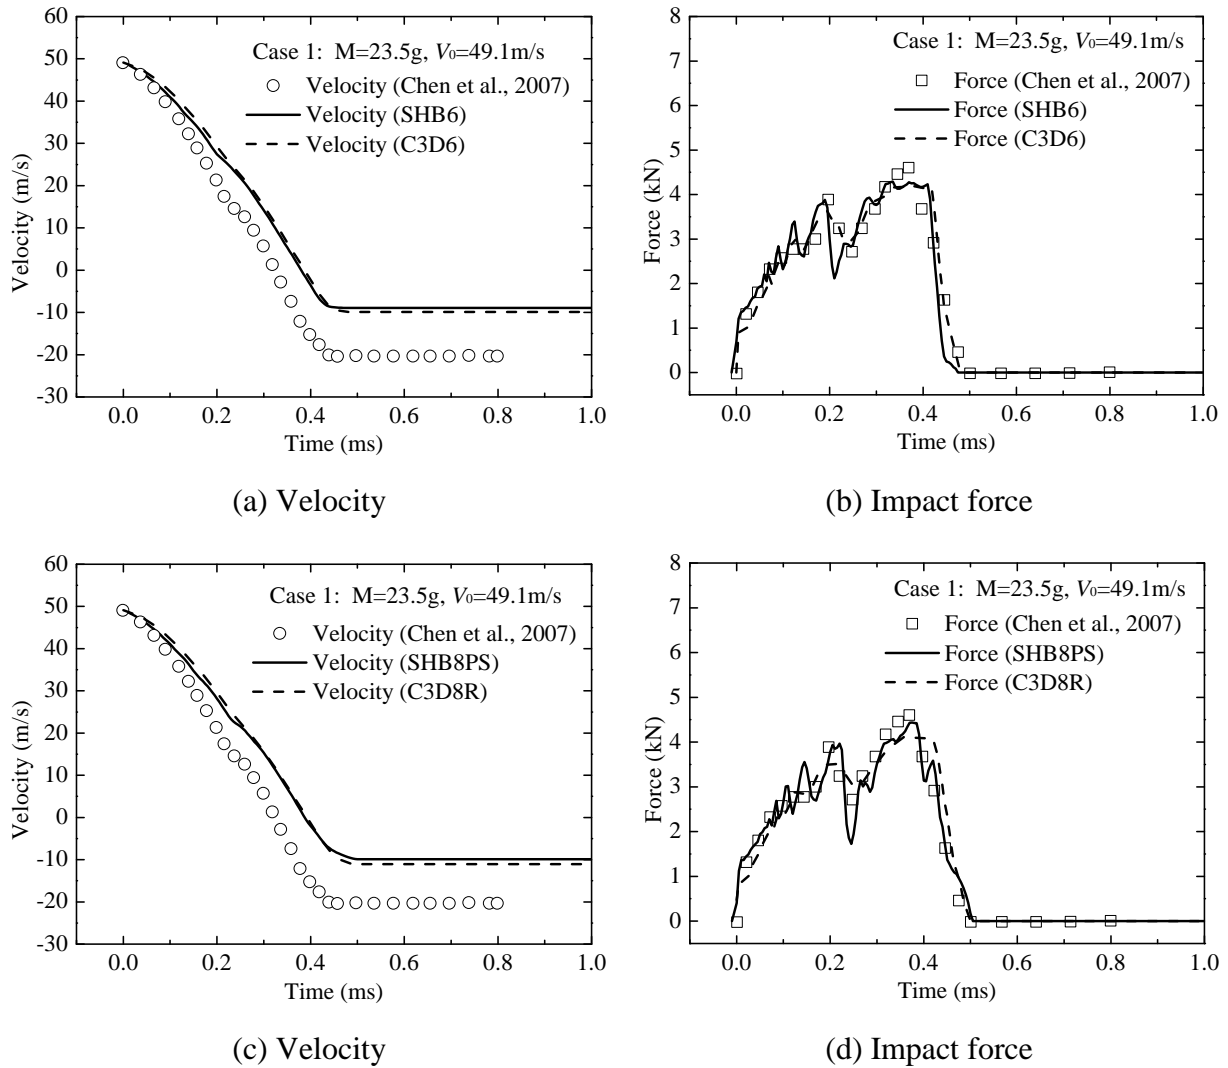 60
50
40
30
20
10
0
-10
-20
-30
Velocity (m/s)
Case 1: M=23.5g, V0=49.1m/s
Velocity (Chen et al., 2007)
Velocity (SHB6)
Velocity (C3D6)
0.0 0.2 0.4 0.6 0.8 1.0
Time (ms)
(a) Velocity
8
7
6
5
4
3
2
1
0
Force (kN)
Case 1: M=23.5g, V0=49.1m/s
Force (Chen et al., 2007)
Force (SHB6)
Force (C3D6)
0.0 0.2 0.4 0.6 0.8 1.0
Time (ms)
(b) Impact force
60
50
40
30
20
10
0
-10
-20
-30
Velocity (m/s)
Case 1: M=23.5g, V0=49.1m/s
Velocity (Chen et al., 2007)
Velocity (SHB8PS)
Velocity (C3D8R)
0.0 0.2 0.4 0.6 0.8 1.0
Time (ms)
(c) Velocity
8
7
6
5
4
3
2
1
0
Force (kN)
Case 1: M=23.5g, V0=49.1m/s
Force (Chen et al., 2007)
Force (SHB8PS)
Force (C3D8R)
0.0 0.2 0.4 0.6 0.8 1.0
Time (ms)
(d) Impact force